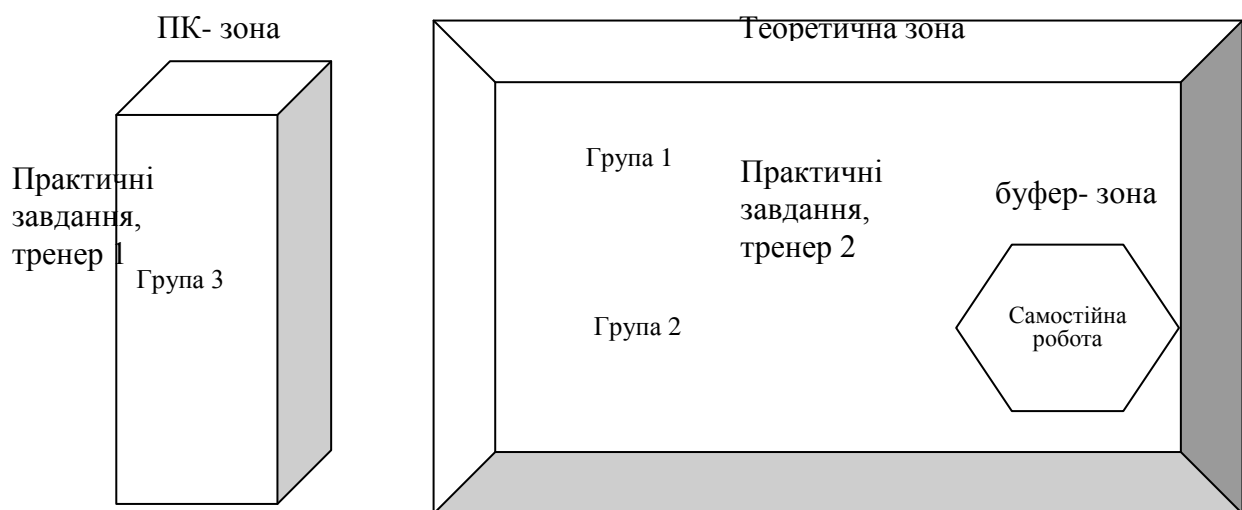 ПК- зона
Практичні
завдання,
тренер 1
Група 3
Теоретична зона
Група 1
Група 2
Практичні
завдання,
тренер 2
буфер- зона
Самостійна
робота